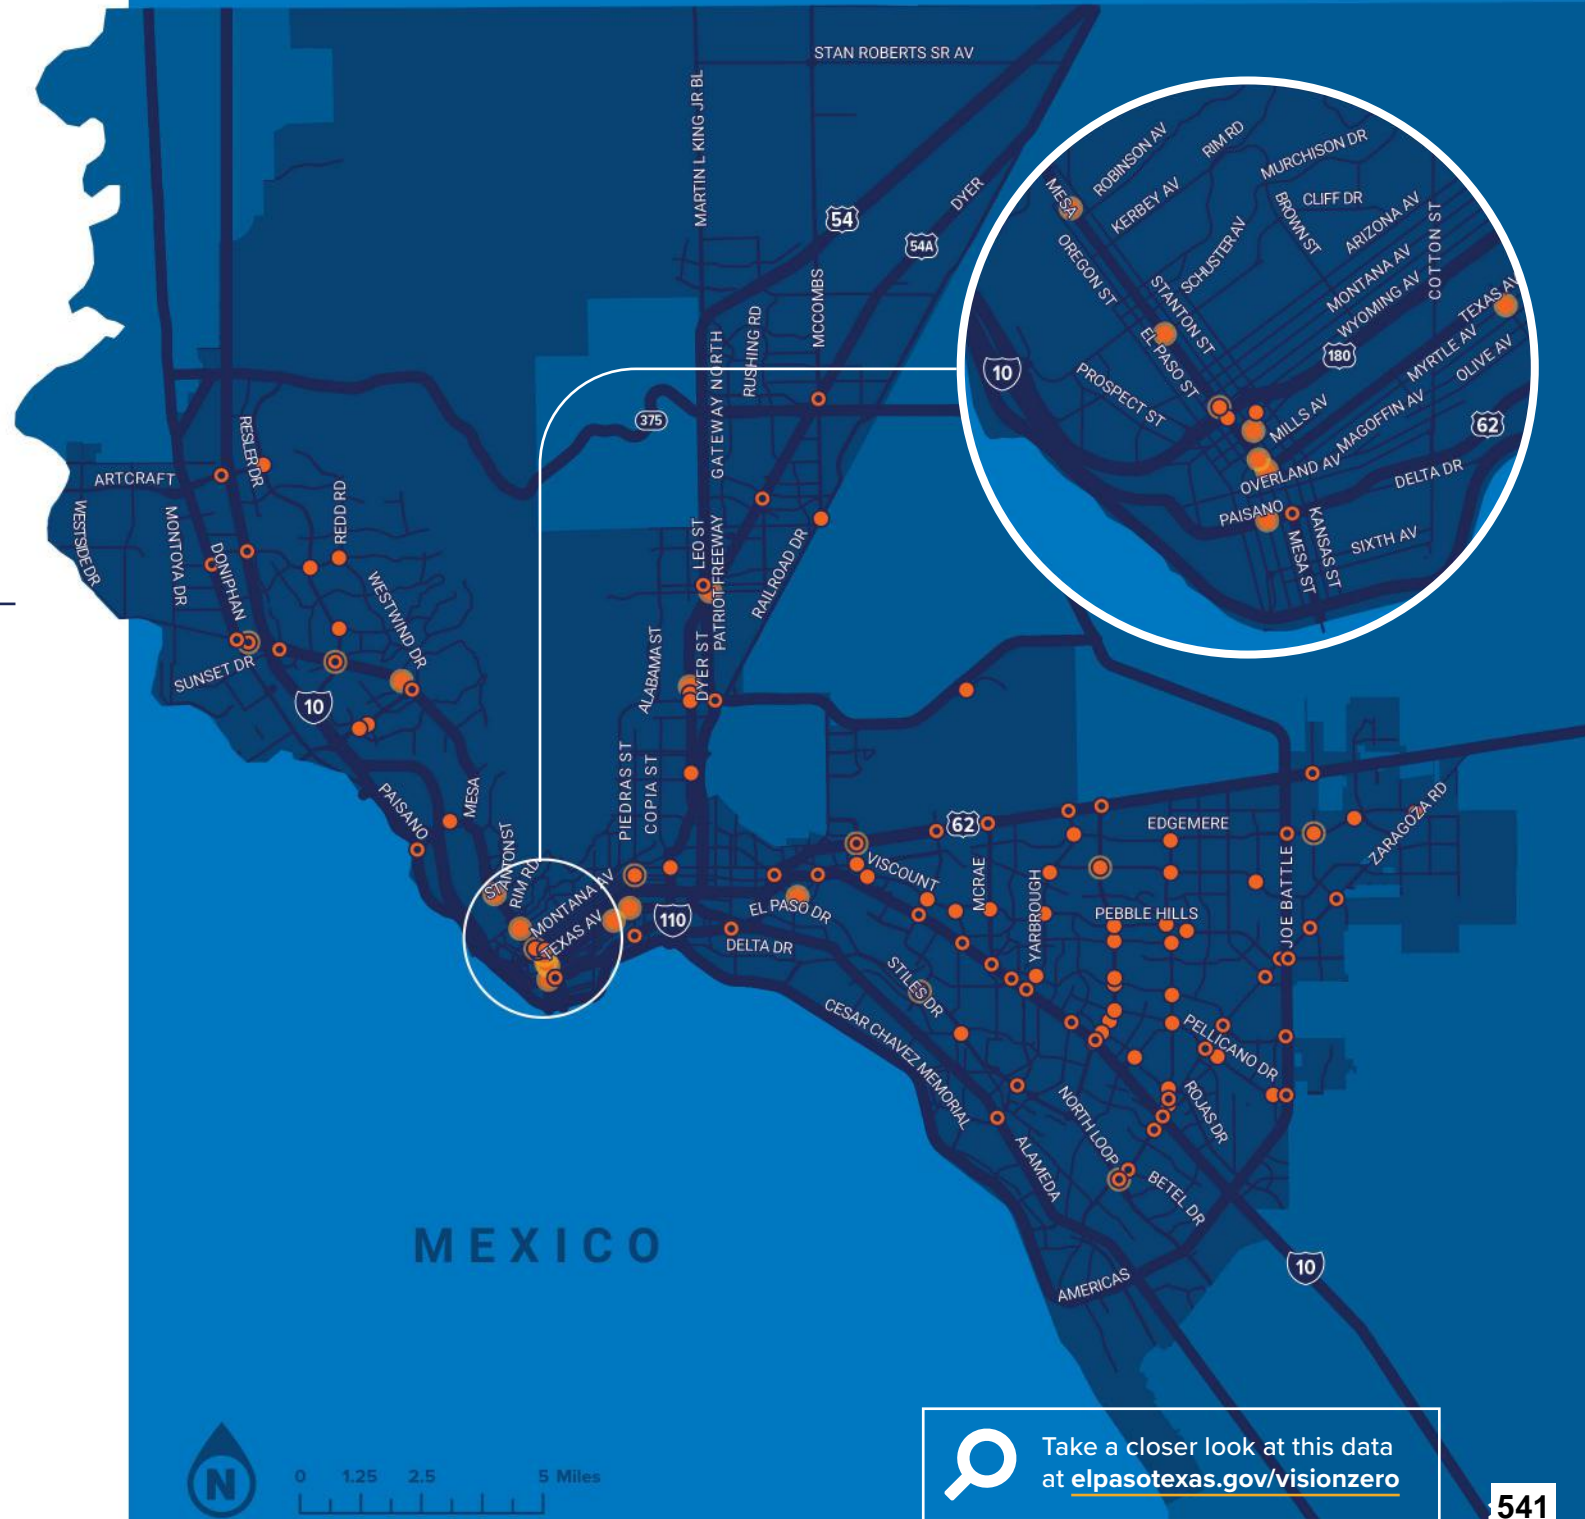 STAN ROBERTS SR AV
MARTIN L KING JR BL
54
54A
DYER
MCCOMBS
RUSHING RD
GATEWAY NORTH
375
ROBINSON AV
RIM RD
MURCHISON DR
MESA
KERBEY AV
CLIFF DR
BROWN ST
ARIZONA AV
COTTON ST
OREGON ST
SCHUSTER AV
STANTON ST
MONTANA AV
WYOMING AV
TEXAS AV
EL PASO ST
180
MYRTLE AV
OLIVE AV
10
PROSPECT ST
MILLS AV
MAGOFFIN AV
62
OVERLAND AV
DELTA DR
PAISANO
KANSAS ST
MESA ST
SIXTH AV
RESLER DR
ARTCRAFT
WESTSIDE DR
MONTOYA DR
REDD RD
DONIPHAN
WESTWIND DR
SUNSET DR
10
LEO ST
PATRIOT FREEWAY
RAILROAD DR
ALABAMA ST
DYER ST
PIEDRAS ST
COPIA ST
PAISANO
MESA
STANTON ST
RIM RD
MONTANA AV
TEXAS AV
110
EL PASO DR
DELTA DR
62
VISCOUNT
MCRAE
YARBROUGH
EDGEMERE
PEBBLE HILLS
JOE BATTLE
ZARAGOZA RD
STILES DR
CESAR CHAVEZ MEMORIAL
PELLICANO DR
ROJAS DR
NORTH LOOP
ALAMEDA
BETEL DR
AMERICAS
10
MEXICO
N
0 1.25 2.5 5 Miles
Take a closer look at this data
at elpasotexas.gov/visionzero
541